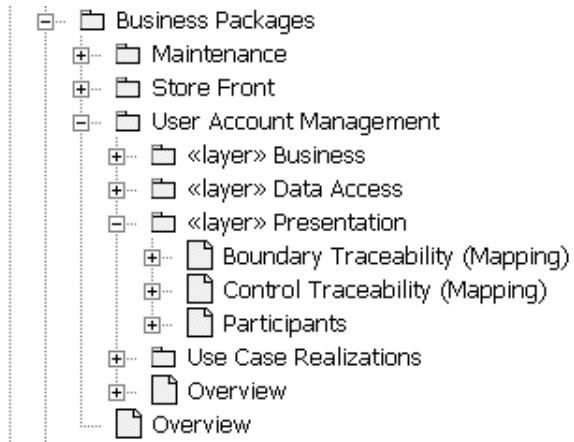 Business Packages
Maintenance
Store Front
User Account Management
«layer» Business
«layer» Data Access
«layer» Presentation
Boundary Traceability (Mapping)
Control Traceability (Mapping)
Participants
Use Case Realizations
Overview
Overview